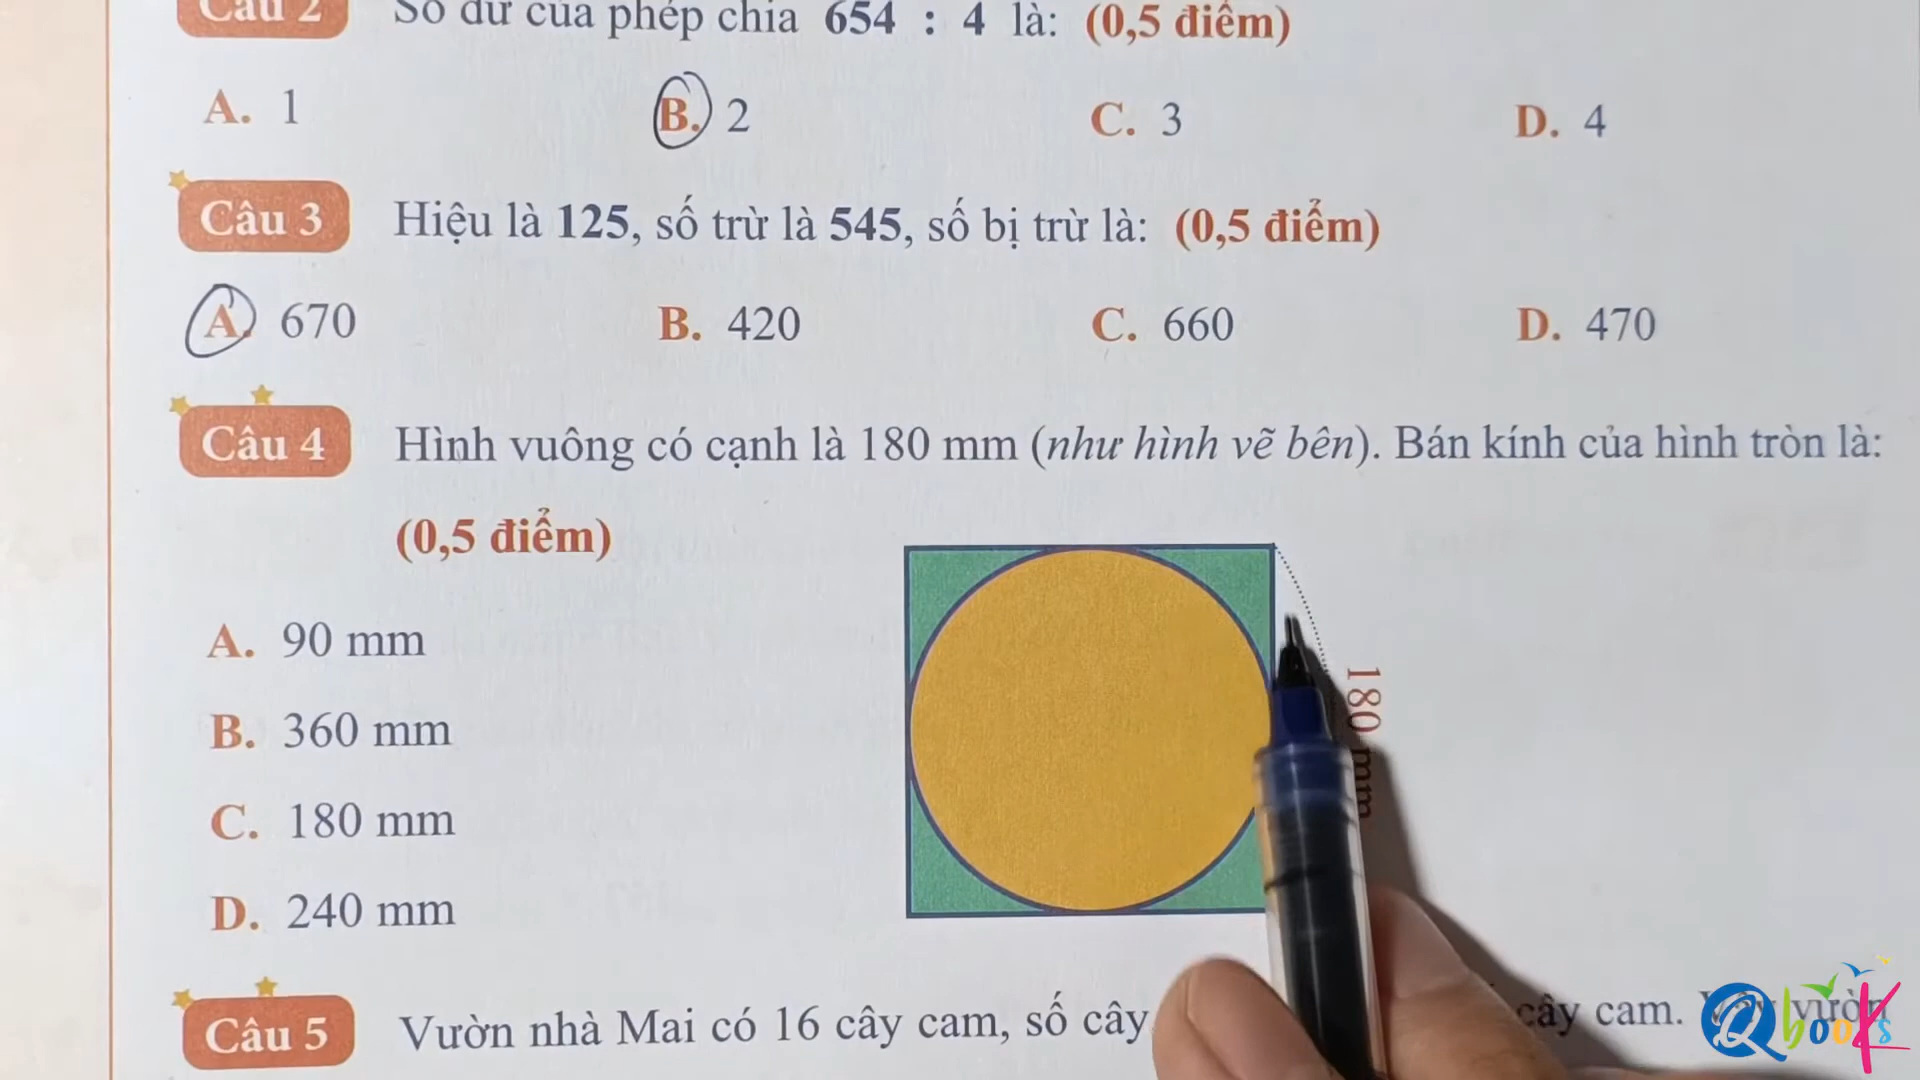 Câu 2 Số dư của phép chia 654 : 4 là: (0,5 điểm)
A. 1 B. 2 C. 3 D. 4
Câu 3 Hiệu là 125, số trừ là 545, số bị trừ là: (0,5 điểm)
A. 670 B. 420 C. 660 D. 470
Câu 4 Hình vuông có cạnh là 180 mm (như hình vẽ bên). Bán kính của hình tròn là:
(0,5 điểm)
A. 90 mm
B. 360 mm
C. 180 mm
D. 240 mm
180 mm
Câu 5 Vườn nhà Mai có 16 cây cam, số cây cây cam. vườn
Qbooks